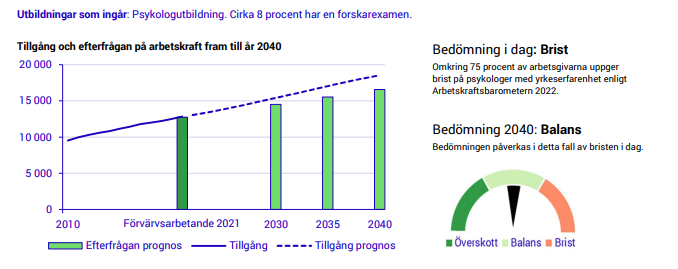 Utbildningar som ingår: Psykologutbildning. Cirka 8 procent har en forskarexamen.
Tillgång och efterfrågan på arbetskraft fram till år 2040
20 000
15 000
10 000
5 000
0
2010
Förvärvsarbetande 2021
2030
2035
2040
Efterfrågan prognos
Tillgång
Tillgång prognos
Bedömning i dag: Brist
Omkring 75 procent av arbetsgivarna uppger
brist på psykologer med yrkeserfarenhet enligt
Arbetskraftsbarometern 2022.
Bedömning 2040: Balans
Bedömningen påverkas i detta fall av bristen i dag.
Överskott
Balans
Brist